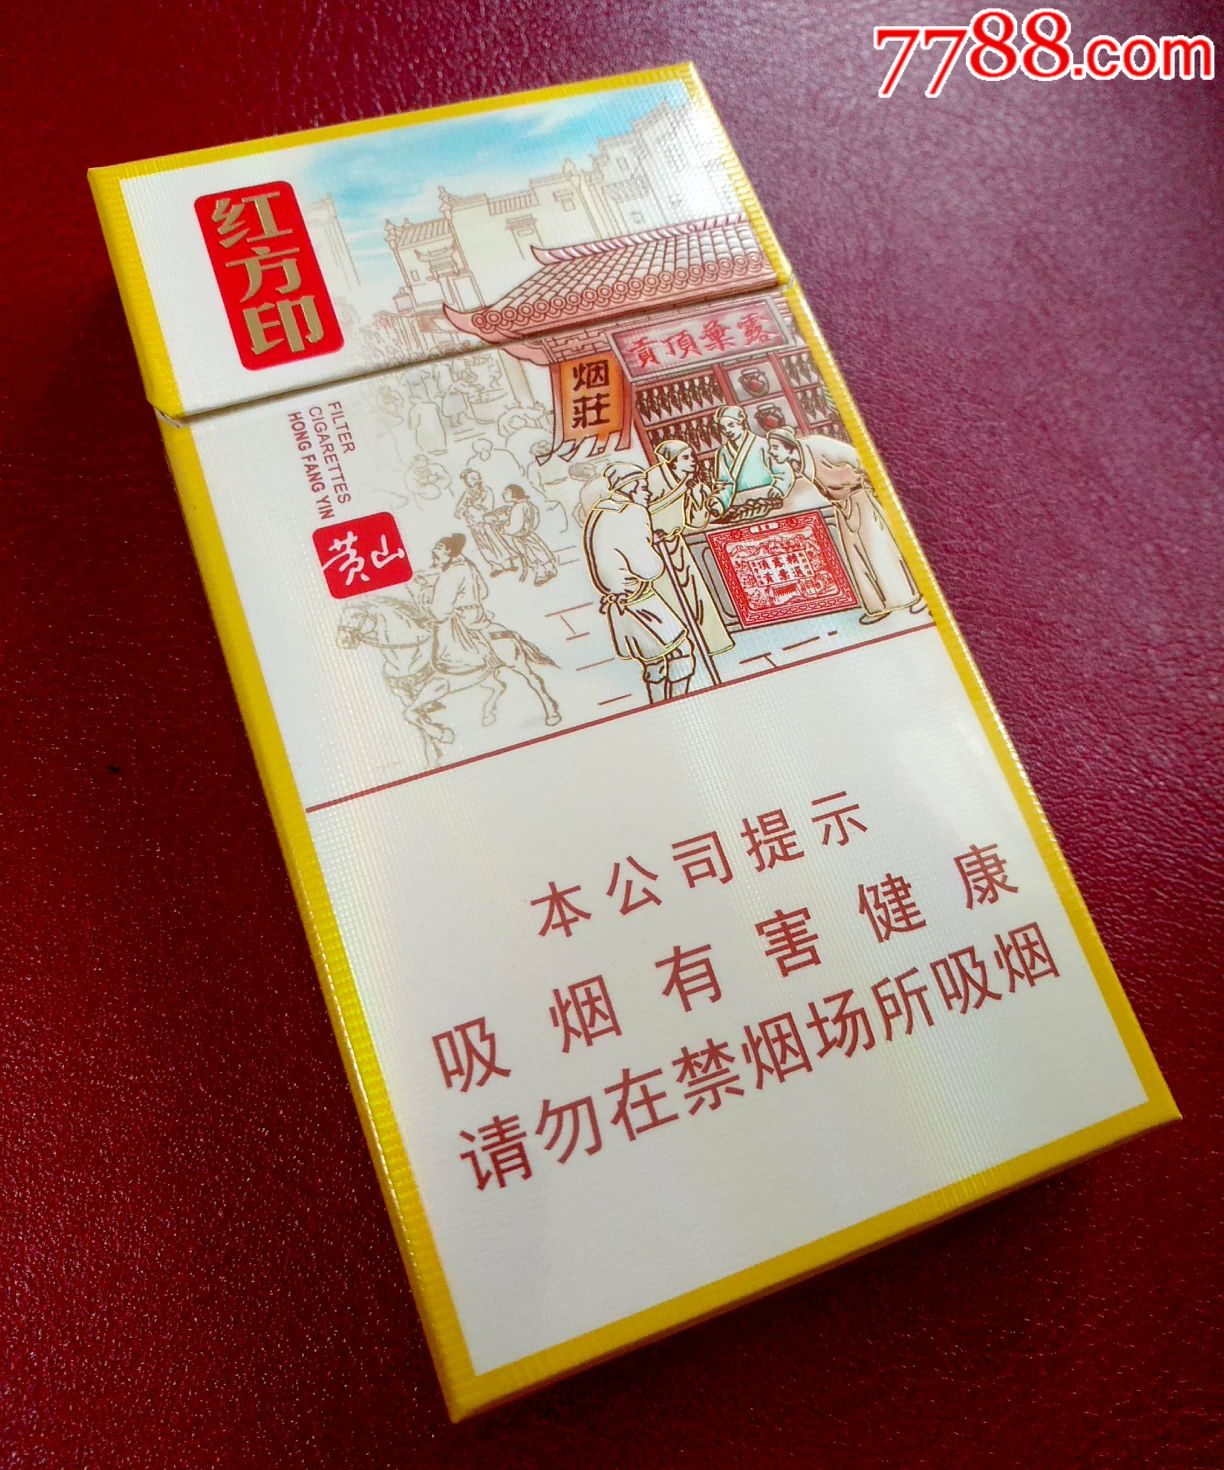 7788.com
红方印
FILTER
CIGARETTES
HONG FANG YIN
黄山
貢頂葉露
烟莊
本公司提示
吸烟有害健康
请勿在禁烟场所吸烟